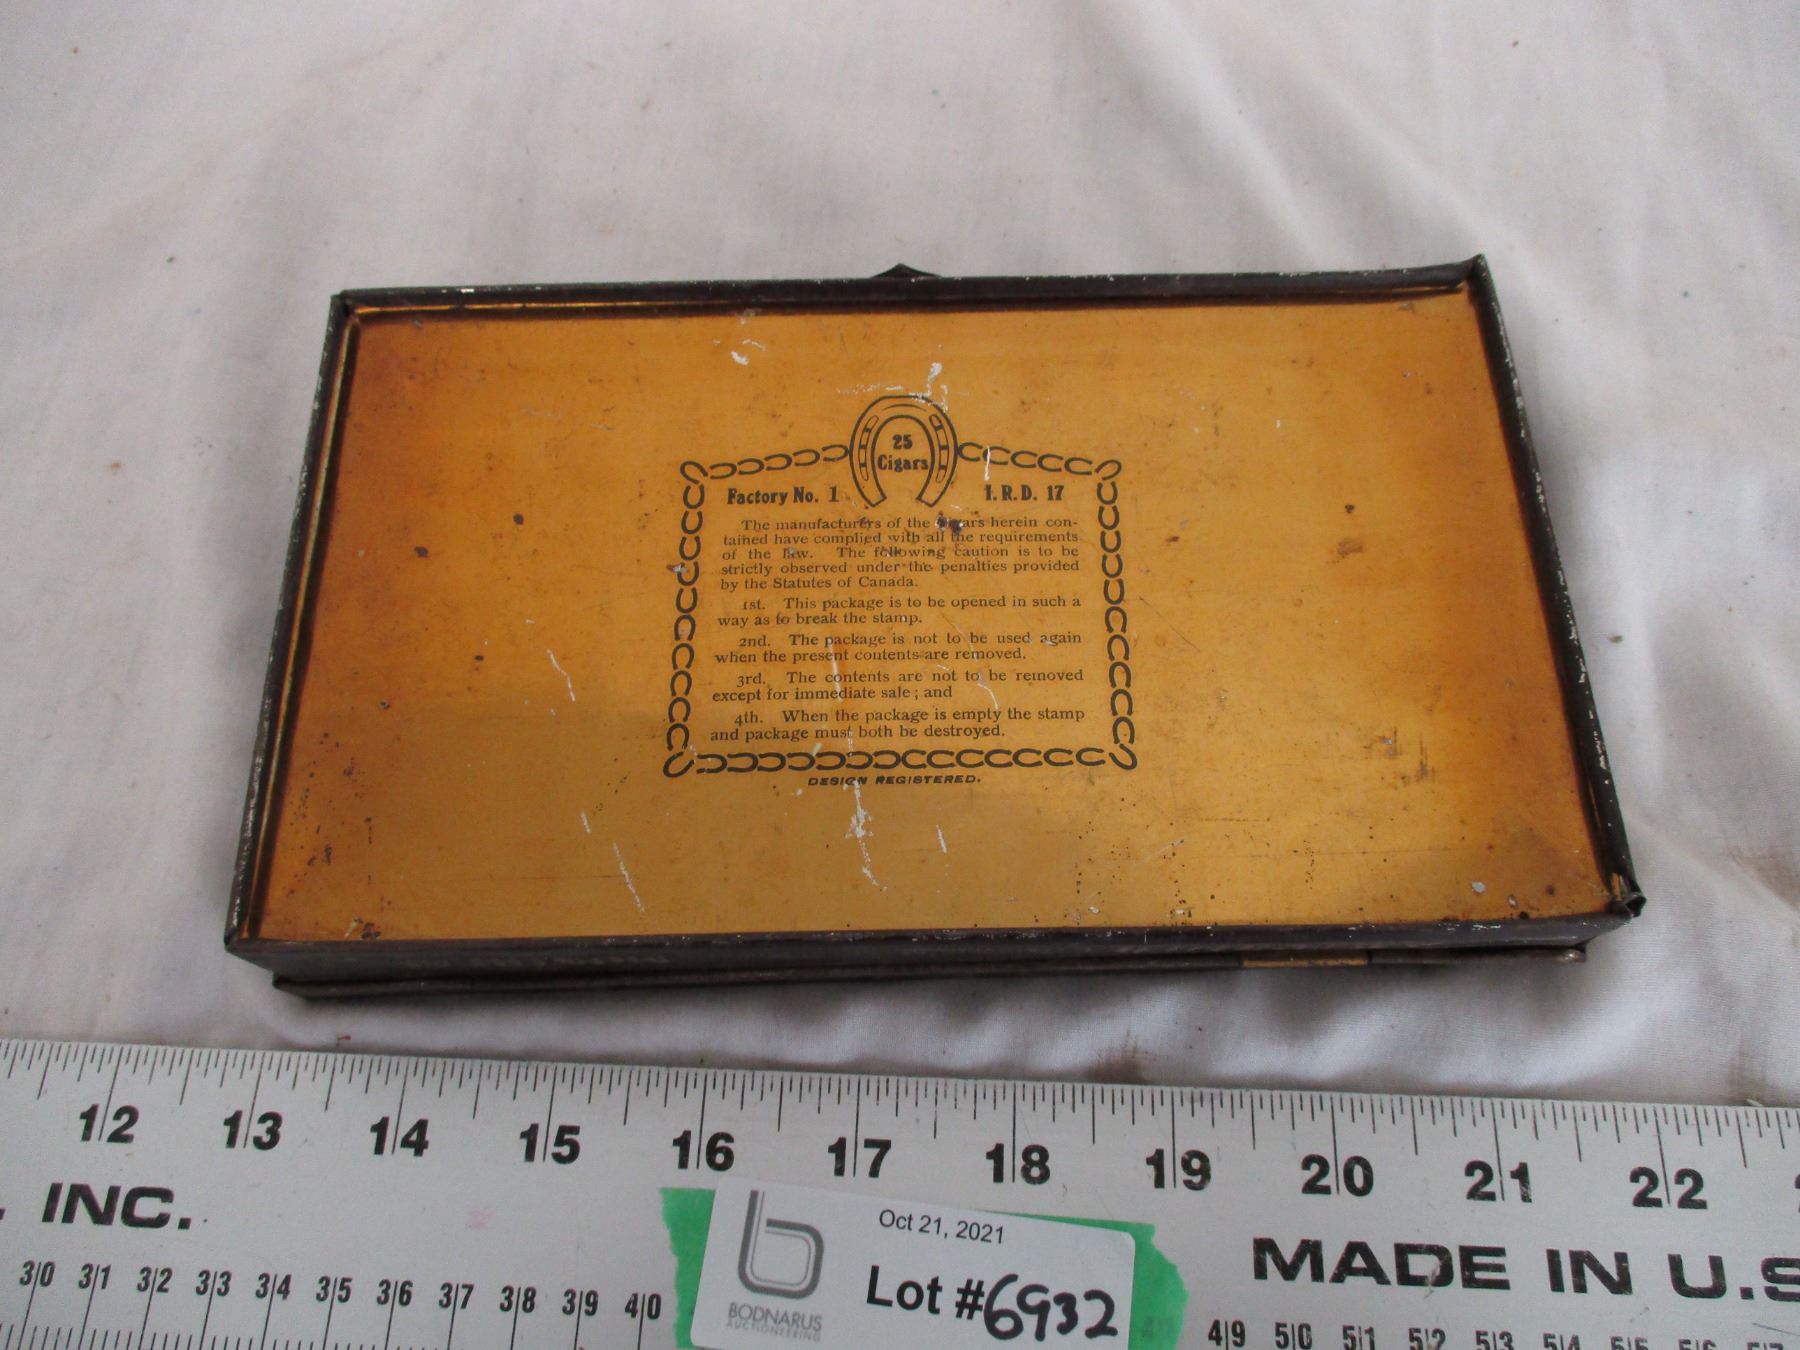 25
Cigars
Factory No. 1 I.R.D. 17
The manufacturers of the Cigars herein con-
tained have complied with all the requirements
of the law. The following caution is to be
strictly observed under the penalties provided
by the Statutes of Canada.
1st. This package is to be opened in such a
way as to break the stamp.
2nd. The package is not to be used again
when the present contents are removed.
3rd. The contents are not to be removed
except for immediate sale; and
4th. When the package is empty the stamp
and package must both be destroyed.
DESIGN REGISTERED.
12 13 14 15 16 17 18 19 20 21 22
. INC. MADE IN U.S
30 31 32 33 34 35 36 37 38 39 40 49 50 51 52 53 54 55 56 57
Oct 21, 2021
Lot #6932
BODNARUS
AUCTIONEERING